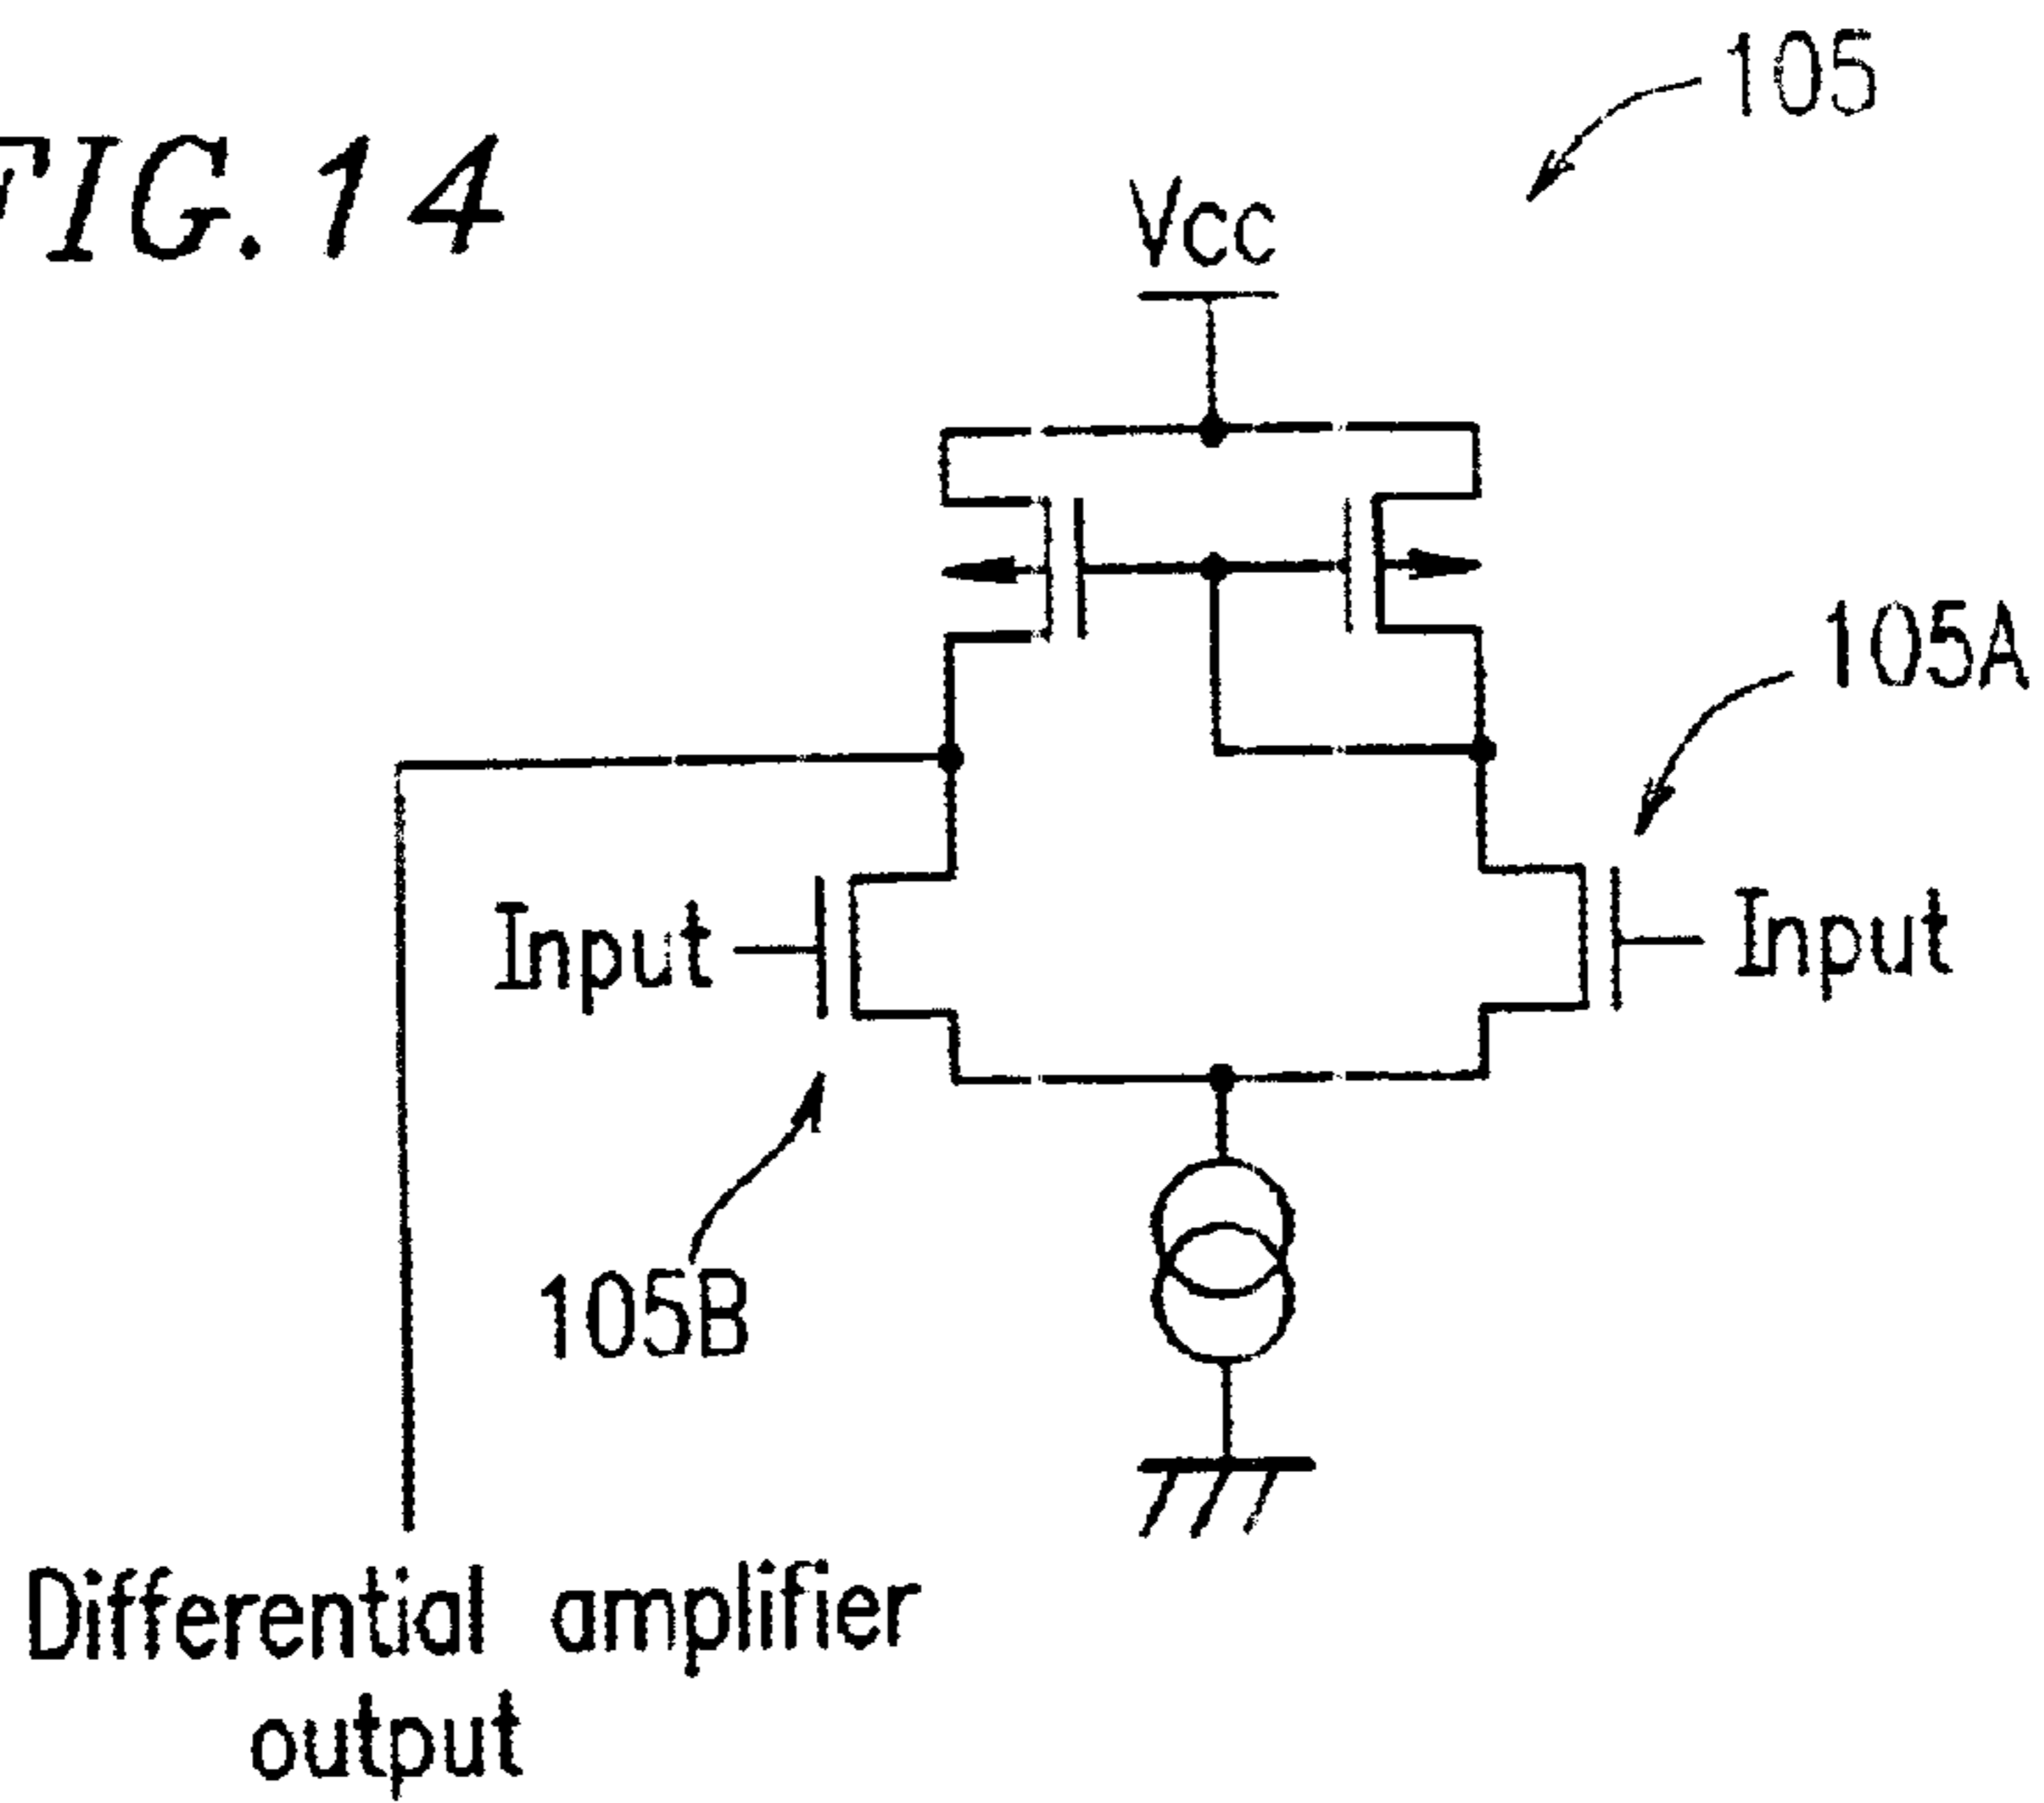 FIG. 14
105
Vcc
105A
Input
Input
105B
Differential amplifier
output